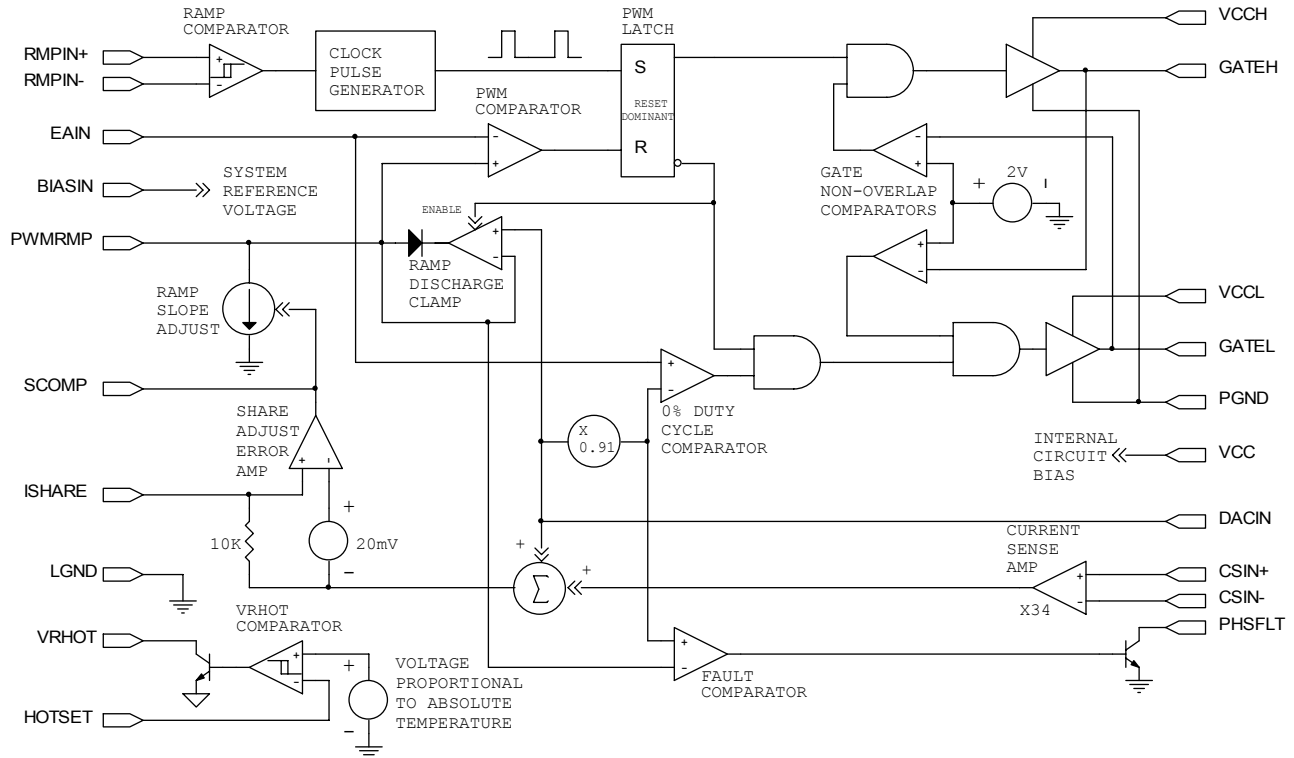 RAMP
COMPARATOR
PWM
LATCH
VCCH
RMPIN+
+
CLOCK
PULSE
GENERATOR
S
GATEH
RMPIN-
-
PWM
COMPARATOR
RESET
DOMINANT
EAIN
-
+
R
-
+
BIASIN
SYSTEM
REFERENCE
VOLTAGE
GATE
NON-OVERLAP
COMPARATORS
+
2V
-
ENABLE
PWMRMP
+
-
+
-
RAMP
DISCHARGE
CLAMP
RAMP
SLOPE
ADJUST
VCCL
GATEL
SCOMP
+
-
PGND
SHARE
ADJUST
ERROR
AMP
+
-
0% DUTY
CYCLE
COMPARATOR
X
0.91
INTERNAL
CIRCUIT
BIAS
VCC
ISHARE
+
10K
20mV
-
DACIN
CURRENT
SENSE
AMP
+
+
Σ
LGND
X34
+
-
CSIN+
CSIN-
VRHOT
COMPARATOR
PHSFLT
VRHOT
+
-
+
-
VOLTAGE
PROPORTIONAL
TO ABSOLUTE
TEMPERATURE
+
-
FAULT
COMPARATOR
HOTSET